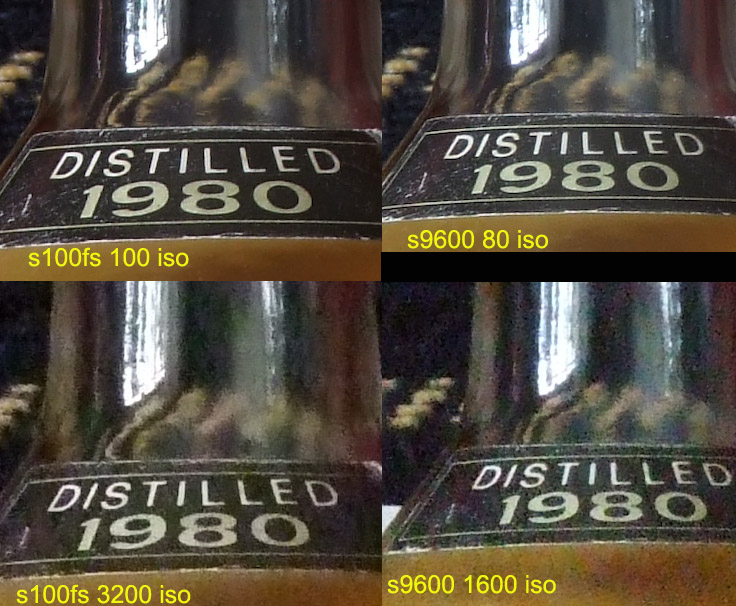 DISTILLED
1980
s100fs 100 iso
DISTILLED
1980
s9600 80 iso
DISTILLED
1980
s100fs 3200 iso
DISTILLED
1980
s9600 1600 iso